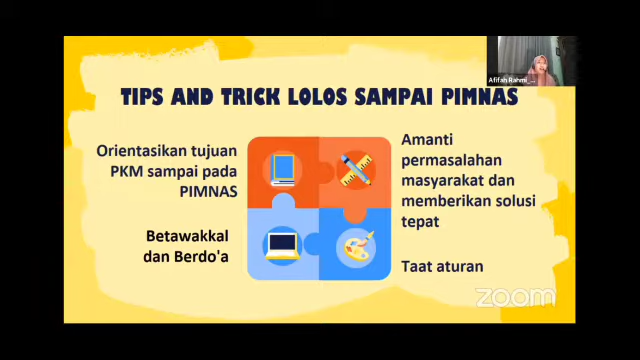 Afifah Rahmi_
TIPS AND TRICK LOLOS SAMPAI PIMNAS
Orientasikan tujuan
PKM sampai pada
PIMNAS
Amanti
permasalahan
masyarakat dan
memberikan solusi
tepat
Betawakkal
dan Berdo'a
Taat aturan
zoom